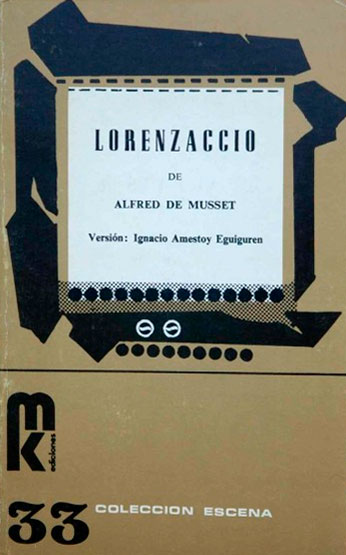 LORENZACCIO
DE
ALFRED DE MUSSET
Versión: Ignacio Amestoy Eguiguren
mk
ediciones
33 COLECCION ESCENA